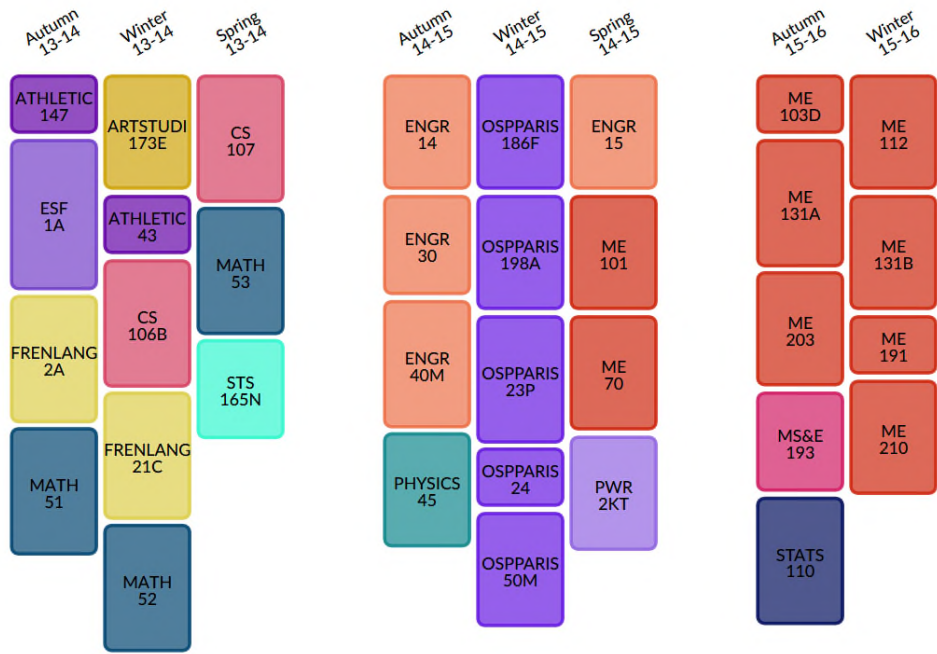 Autumn
13-14
Winter
13-14
Spring
13-14
Autumn
14-15
Winter
14-15
Spring
14-15
Autumn
15-16
Winter
15-16
ATHLETIC
147
ESF
1A
FRENLANG
2A
MATH
51
ARTSTUDI
173E
ATHLETIC
43
CS
106B
FRENLANG
21C
MATH
52
CS
107
MATH
53
STS
165N
ENGR
14
ENGR
30
ENGR
40M
PHYSICS
45
OSPPARIS
186F
OSPPARIS
198A
OSPPARIS
23P
OSPPARIS
24
OSPPARIS
50M
ENGR
15
ME
101
ME
70
PWR
2KT
ME
103D
ME
131A
ME
203
MS&E
193
STATS
110
ME
112
ME
131B
ME
191
ME
210